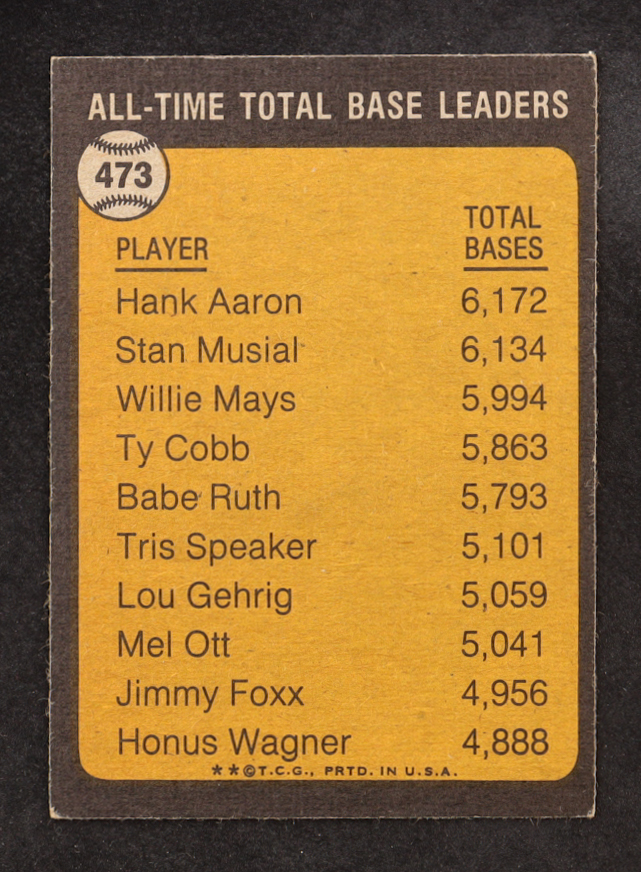 ALL-TIME TOTAL BASE LEADERS
473
PLAYER TOTAL BASES
Hank Aaron 6,172
Stan Musial 6,134
Willie Mays 5,994
Ty Cobb 5,863
Babe Ruth 5,793
Tris Speaker 5,101
Lou Gehrig 5,059
Mel Ott 5,041
Jimmy Foxx 4,956
Honus Wagner 4,888
**©T.C.G., PRTD. IN U.S.A.